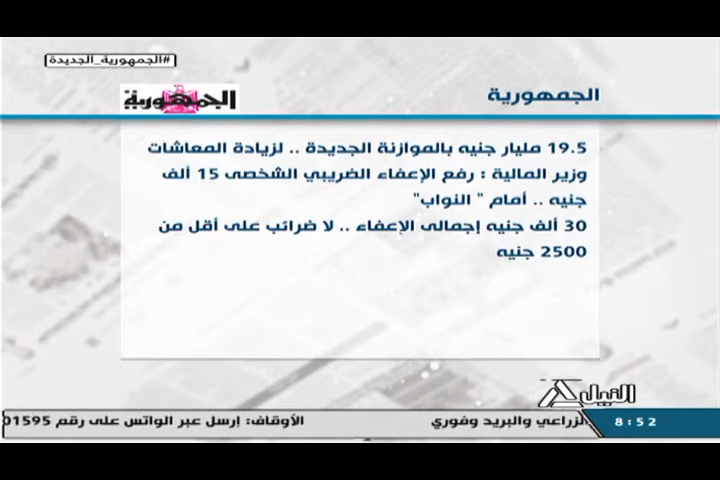 #الجمهورية_الجديدة
الجمهورية
الجمهورية
19.5 مليار جنيه بالموازنة الجديدة .. لزيادة المعاشات
وزير المالية : رفع الإعفاء الضريبي الشخصى 15 ألف
جنيه .. أمام " النواب"
30 ألف جنيه إجمالى الإعفاء .. لا ضرائب على أقل من
2500 جنيه
النيل
8:52
الزراعي والبريد وفوري
الأوقاف: إرسل عبر الواتس على رقم 01595